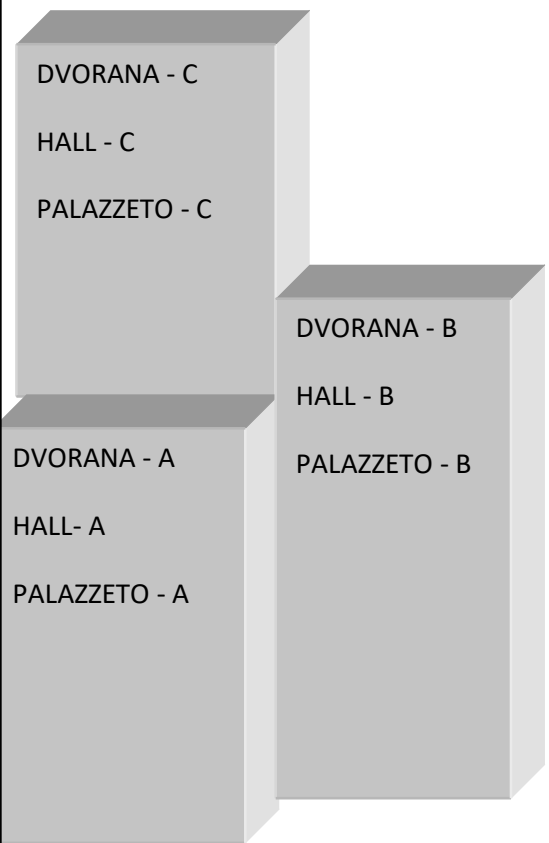 DVORANA - C
HALL - C
PALAZZETO - C
DVORANA - B
HALL - B
PALAZZETO - B
DVORANA - A
HALL- A
PALAZZETO - A